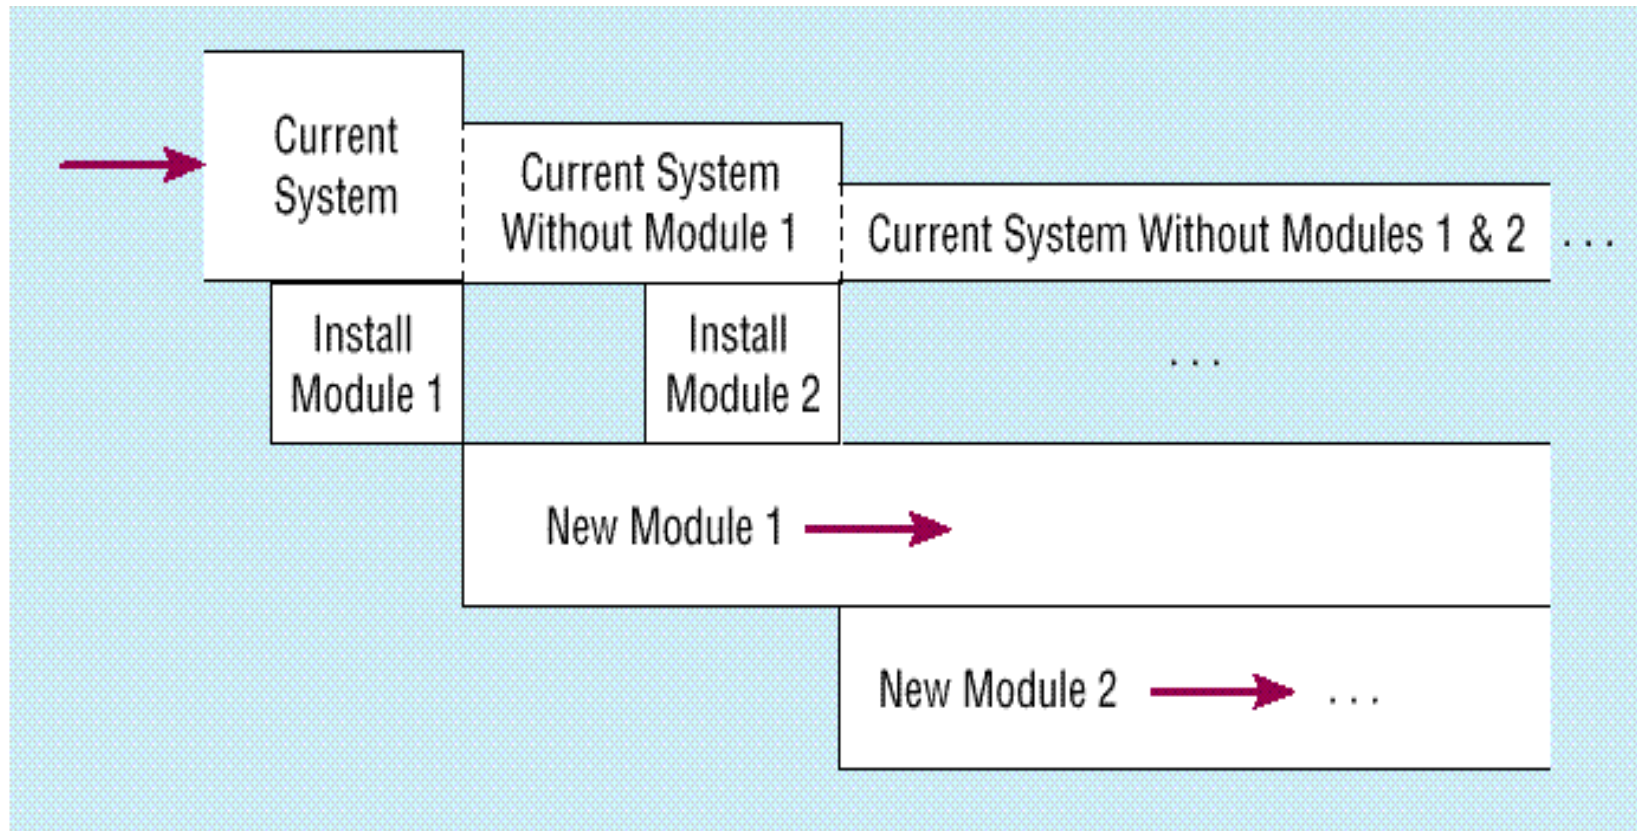 Current
System
Current System
Without Module 1
Current System Without Modules 1 & 2 . . .
Install
Module 1
Install
Module 2
. . .
New Module 1
New Module 2 . . .